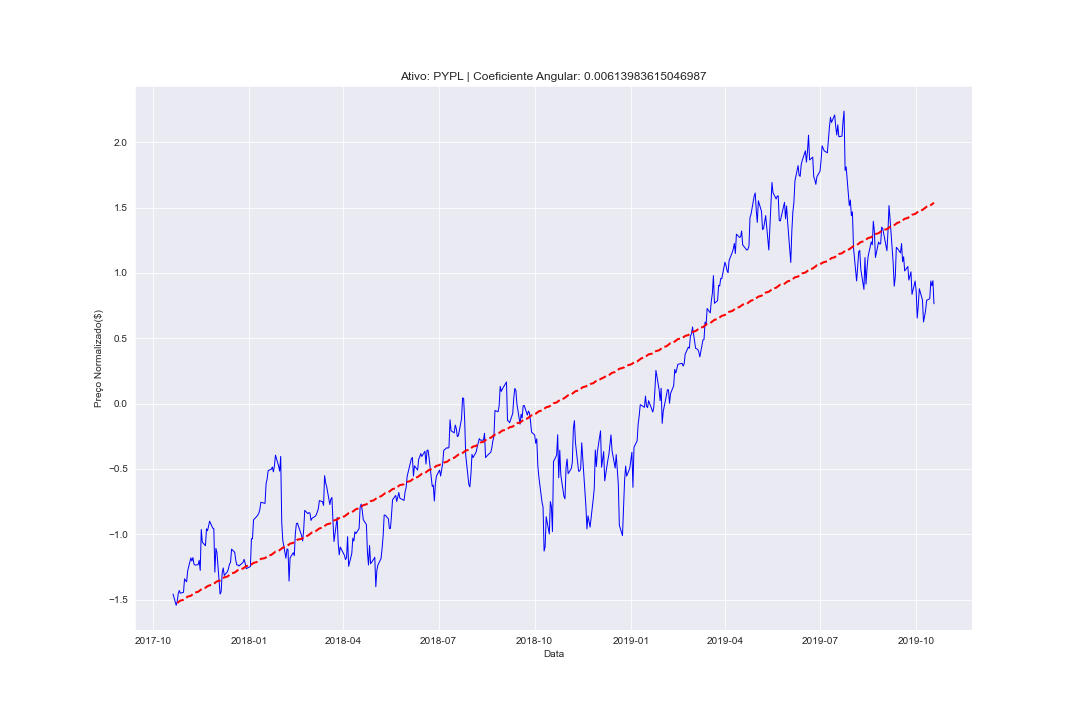 Ativo: PYPL | Coeficiente Angular: 0.00613983615046987
2.0
1.5
1.0
0.5
0.0
−0.5
−1.0
−1.5
Preço Normalizado($)
2017-10 2018-01 2018-04 2018-07 2018-10 2019-01 2019-04 2019-07 2019-10
Data